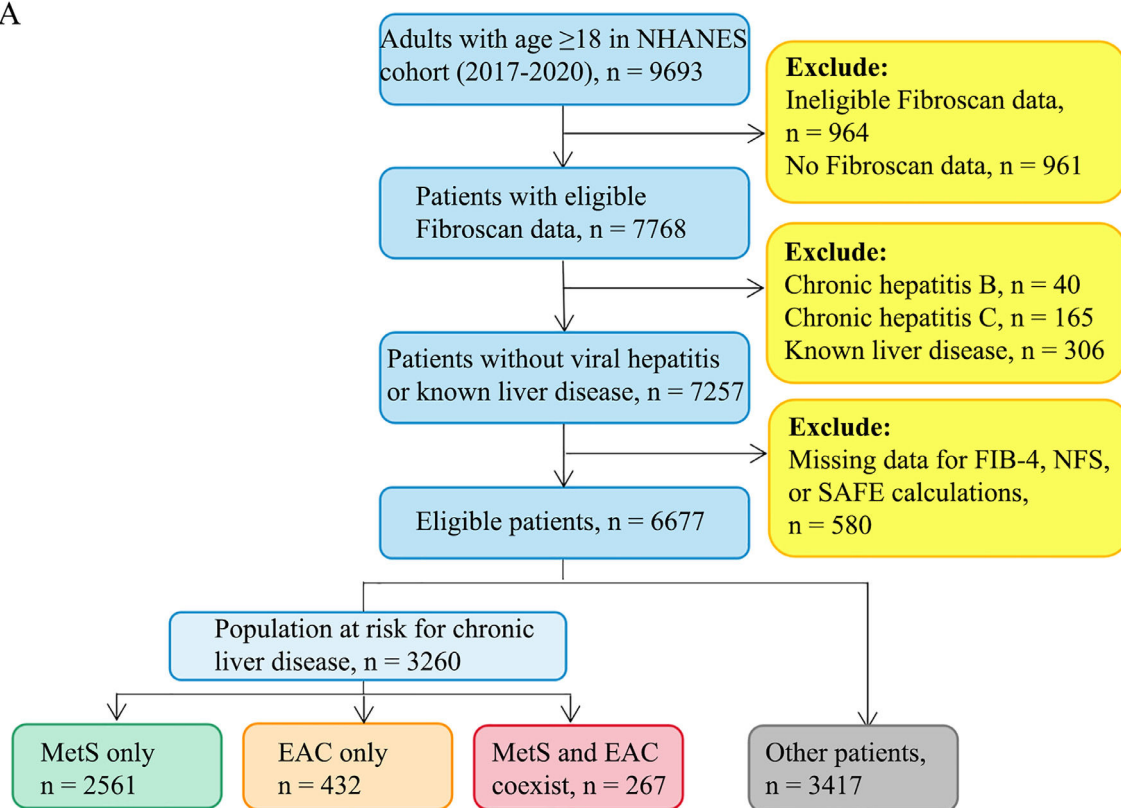 A
Adults with age ≥18 in NHANES
cohort (2017-2020), n = 9693
Exclude:
Ineligible Fibroscan data,
n = 964
No Fibroscan data, n = 961
Patients with eligible
Fibroscan data, n = 7768
Exclude:
Chronic hepatitis B, n = 40
Chronic hepatitis C, n = 165
Known liver disease, n = 306
Patients without viral hepatitis
or known liver disease, n = 7257
Exclude:
Missing data for FIB-4, NFS,
or SAFE calculations,
n = 580
Eligible patients, n = 6677
Population at risk for chronic
liver disease, n = 3260
MetS only
n = 2561
EAC only
n = 432
MetS and EAC
coexist, n = 267
Other patients,
n = 3417